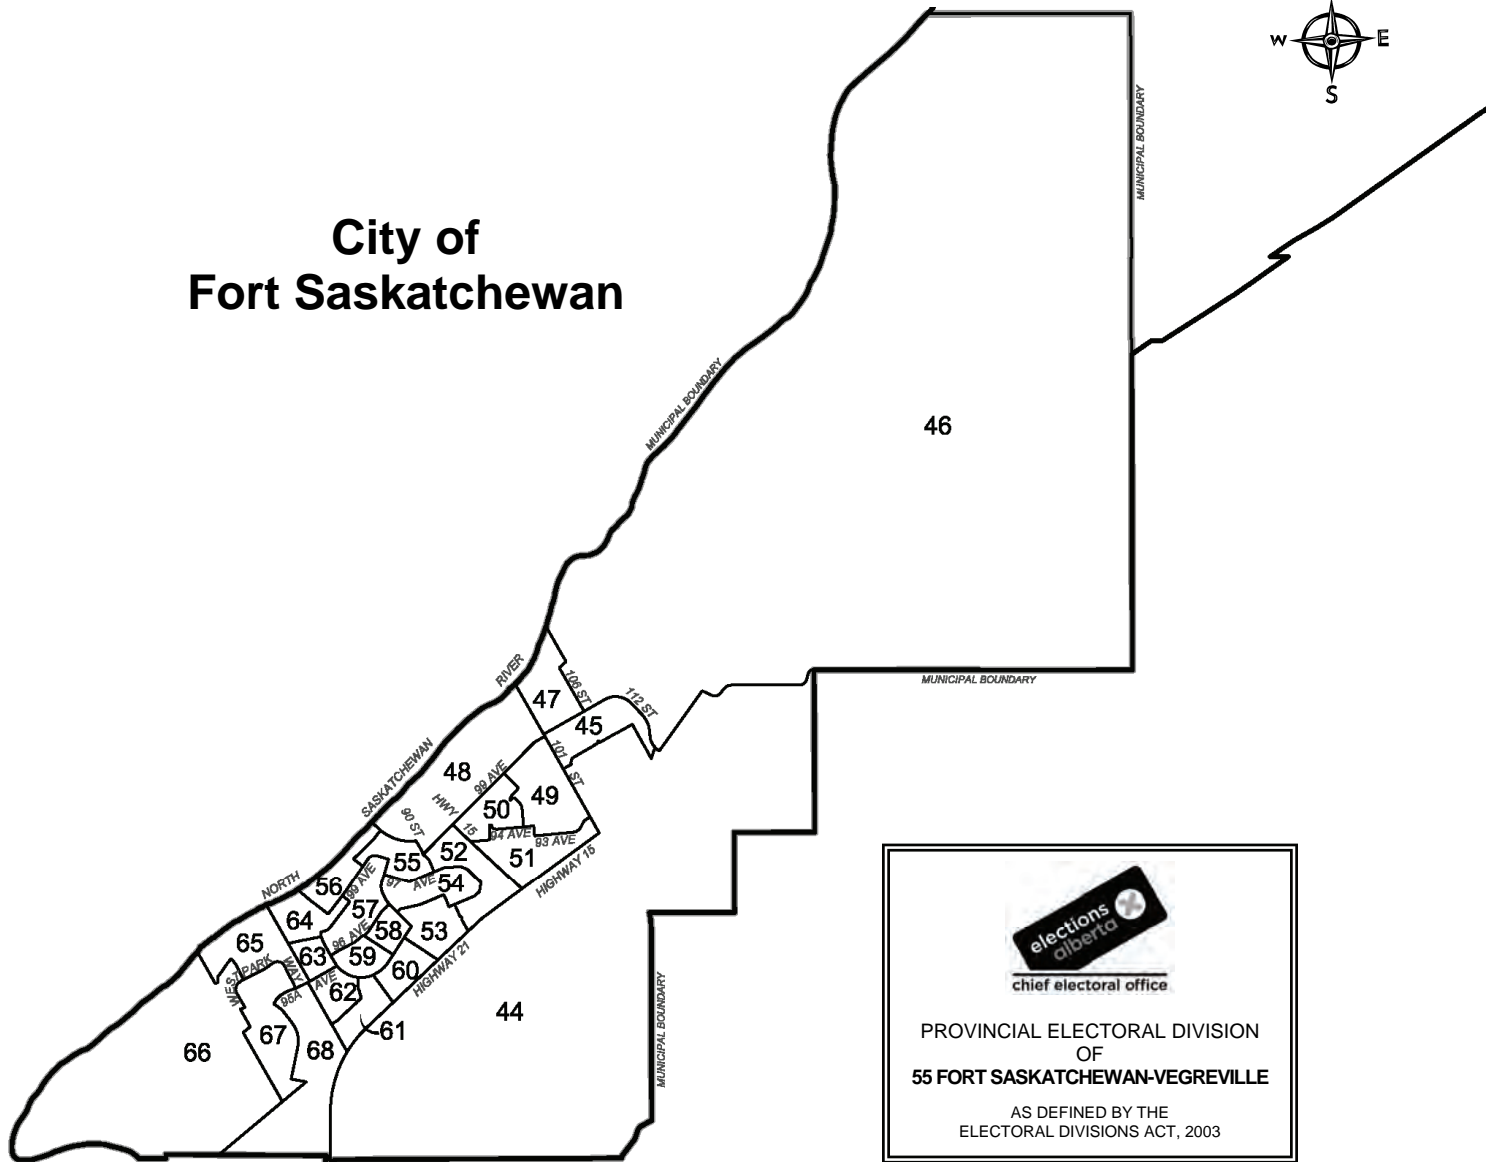 W E
S
MUNICIPAL BOUNDARY
City of
Fort Saskatchewan
MUNICIPAL BOUNDARY
46
RIVER
MUNICIPAL BOUNDARY
106 ST
112 ST
47
45
SASKATCHEWAN
48
101 ST
99 AVE
HWY 15
49
50
90 ST
94 AVE
93 AVE
52
51
HIGHWAY 15
55
97 AVE
54
NORTH
56
99 AVE
57
64
53
58
96 AVE
65
63
59
60
HIGHWAY 21
WESTPARK WAY
95A AVE
62
61
44
MUNICIPAL BOUNDARY
67
68
66
elections
alberta
chief electoral office
PROVINCIAL ELECTORAL DIVISION
OF
55 FORT SASKATCHEWAN-VEGREVILLE
AS DEFINED BY THE
ELECTORAL DIVISIONS ACT, 2003